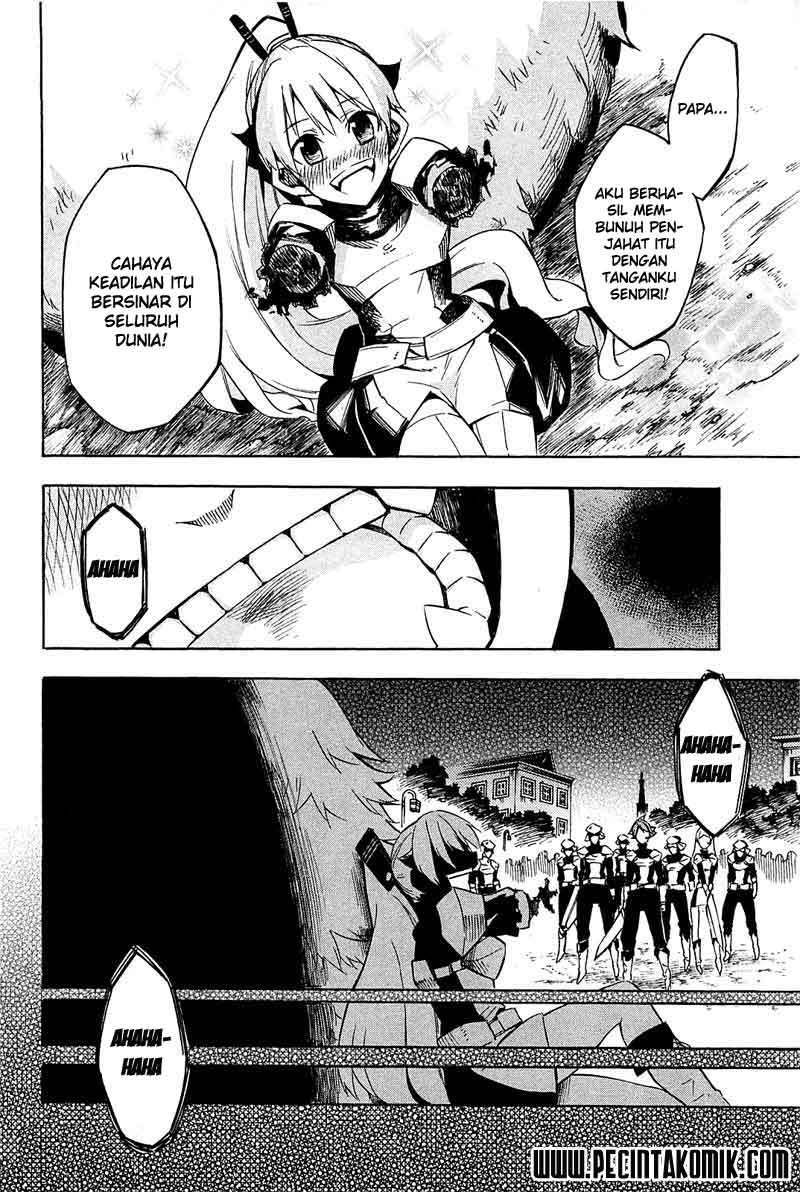 PAPA...
AKU BERHA-
SIL MEM-
BUNUH PEN-
JAHAT ITU
DENGAN
TANGANKU
SENDIRI!
CAHAYA
KEADILAN ITU
BERSINAR DI
SELURUH
DUNIA!
AHAHA
AHAHA-
HAHA
AHAHA-
HAHA
WWW.PECINTAKOMIK.COM